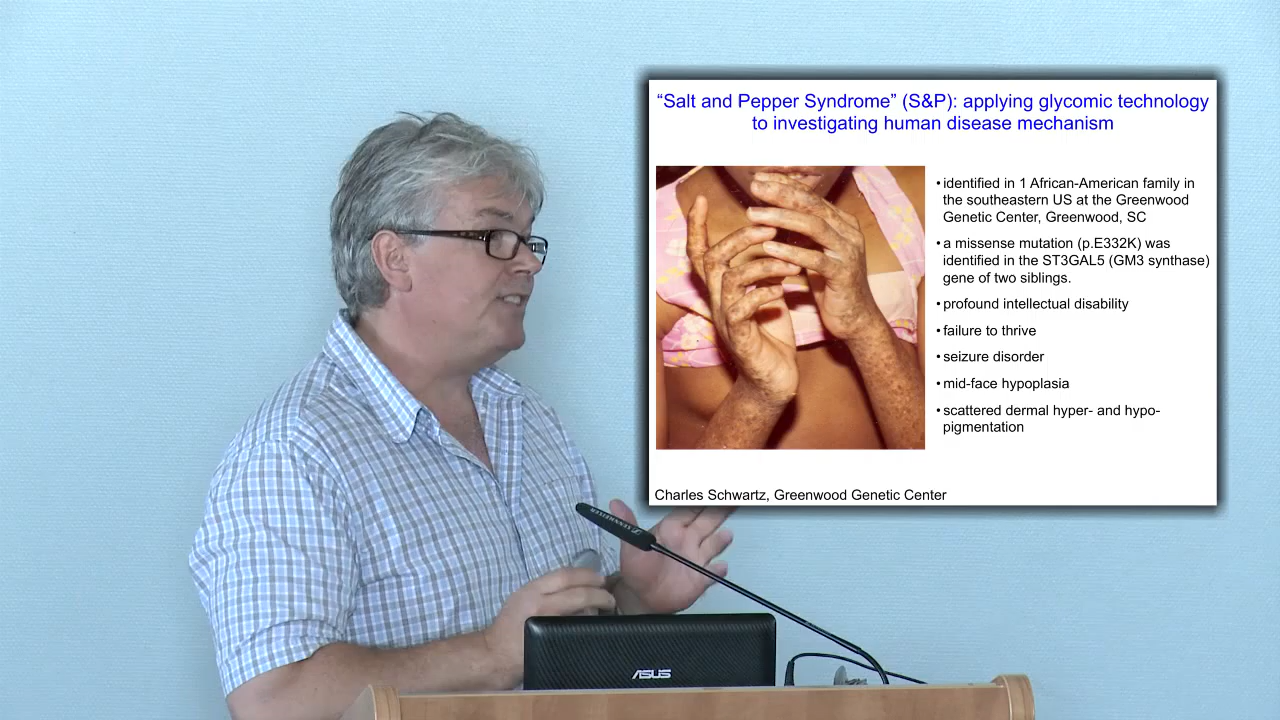 “Salt and Pepper Syndrome” (S&P): applying glycomic technology
to investigating human disease mechanism
• identified in 1 African-American family in
the southeastern US at the Greenwood
Genetic Center, Greenwood, SC
• a missense mutation (p.E332K) was
identified in the ST3GAL5 (GM3 synthase)
gene of two siblings.
• profound intellectual disability
• failure to thrive
• seizure disorder
• mid-face hypoplasia
• scattered dermal hyper- and hypo-
pigmentation
Charles Schwartz, Greenwood Genetic Center
SENNHEISER
ASUS